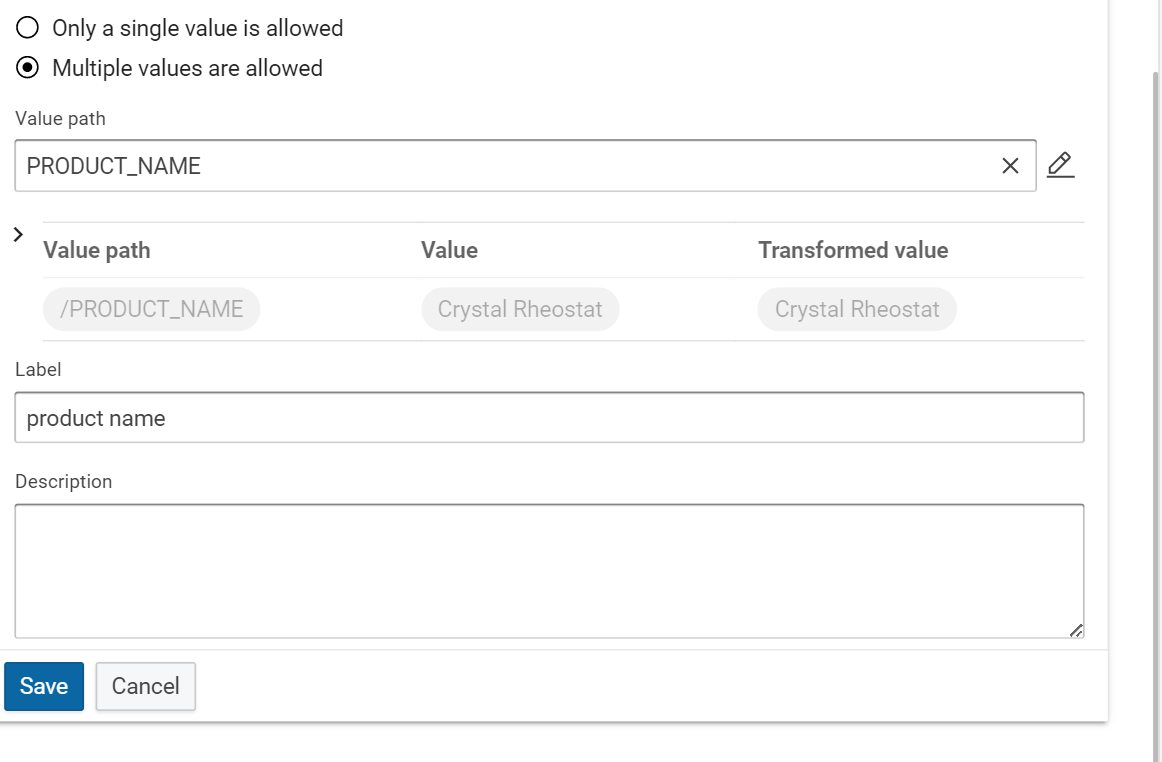 Only a single value is allowed
Multiple values are allowed
Value path
PRODUCT_NAME
Value path Value Transformed value
/PRODUCT_NAME Crystal Rheostat Crystal Rheostat
Label
product name
Description
Save Cancel